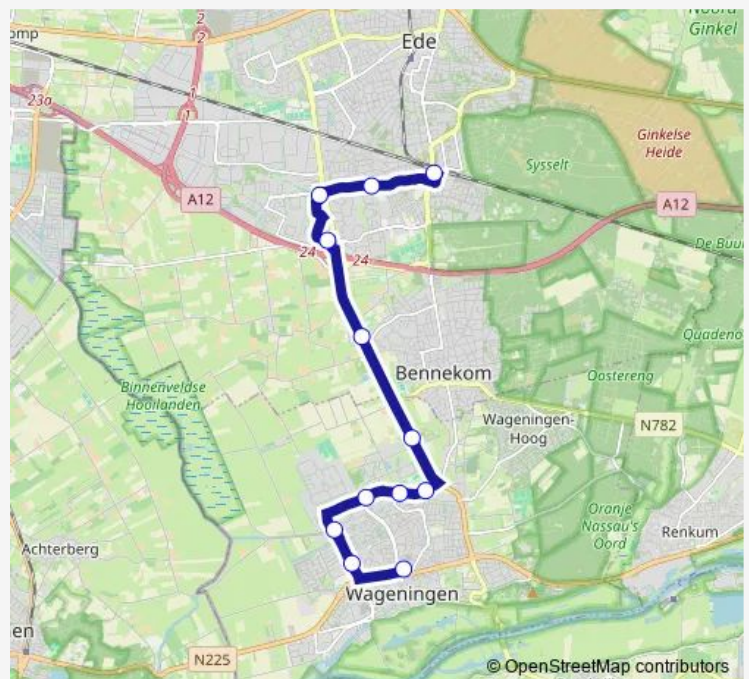 Noord
Ginkel
2
2
omp
Ede
23a
1
1
Ginkelse
Heide
Sysselt
A12
A12
24
24
De Buu
Quadeno
Bennekom
Oostereng
Binnenveldse
Hooilanden
Wageningen-
Hoog
N782
Oranje
Nassau's
Oord
Renkum
Achterberg
Wageningen
en
N225
© OpenStreetMap contributors